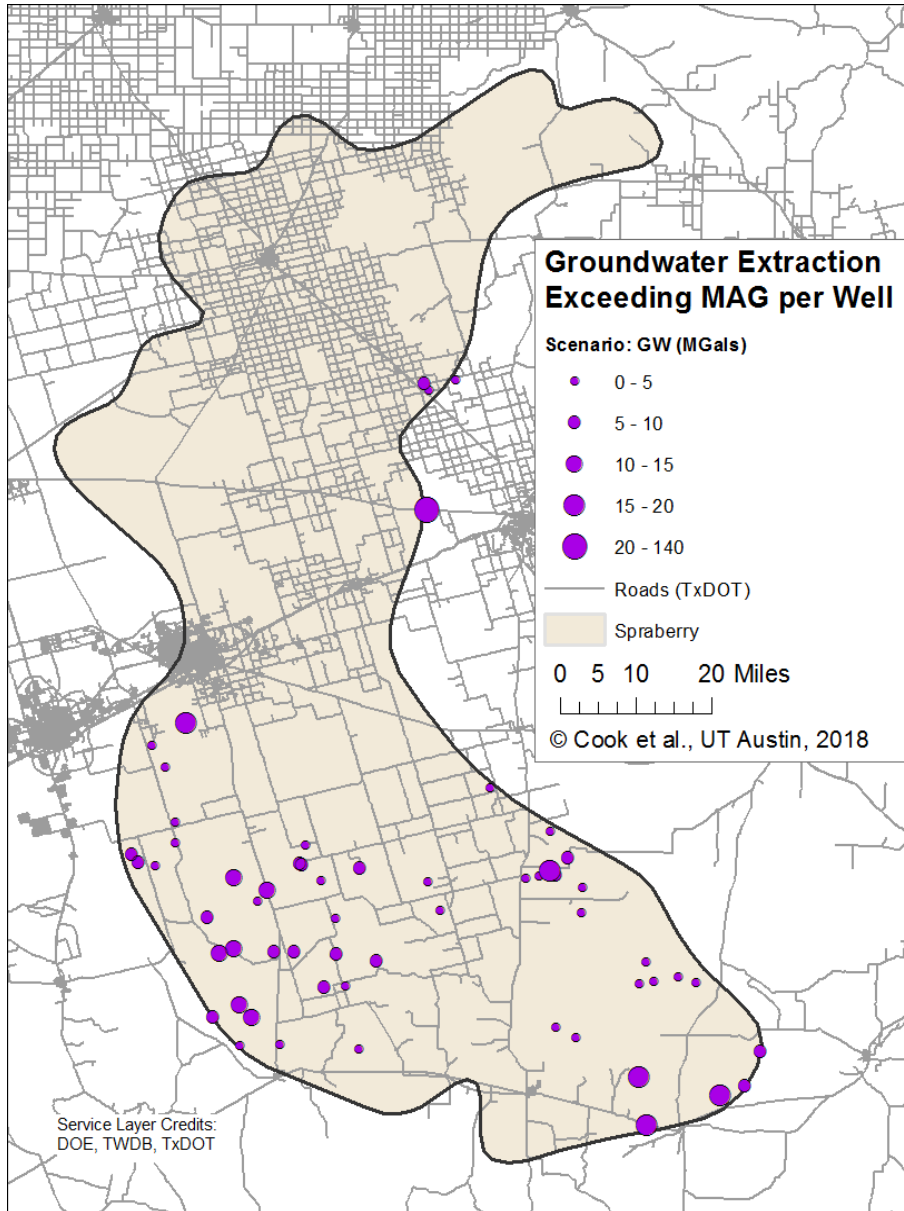 Groundwater Extraction
Exceeding MAG per Well
Scenario: GW (MGals)
0 - 5
5 - 10
10 - 15
15 - 20
20 - 140
Roads (TxDOT)
Spraberry
0 5 10 20 Miles
© Cook et al., UT Austin, 2018
Service Layer Credits:
DOE, TWDB, TxDOT